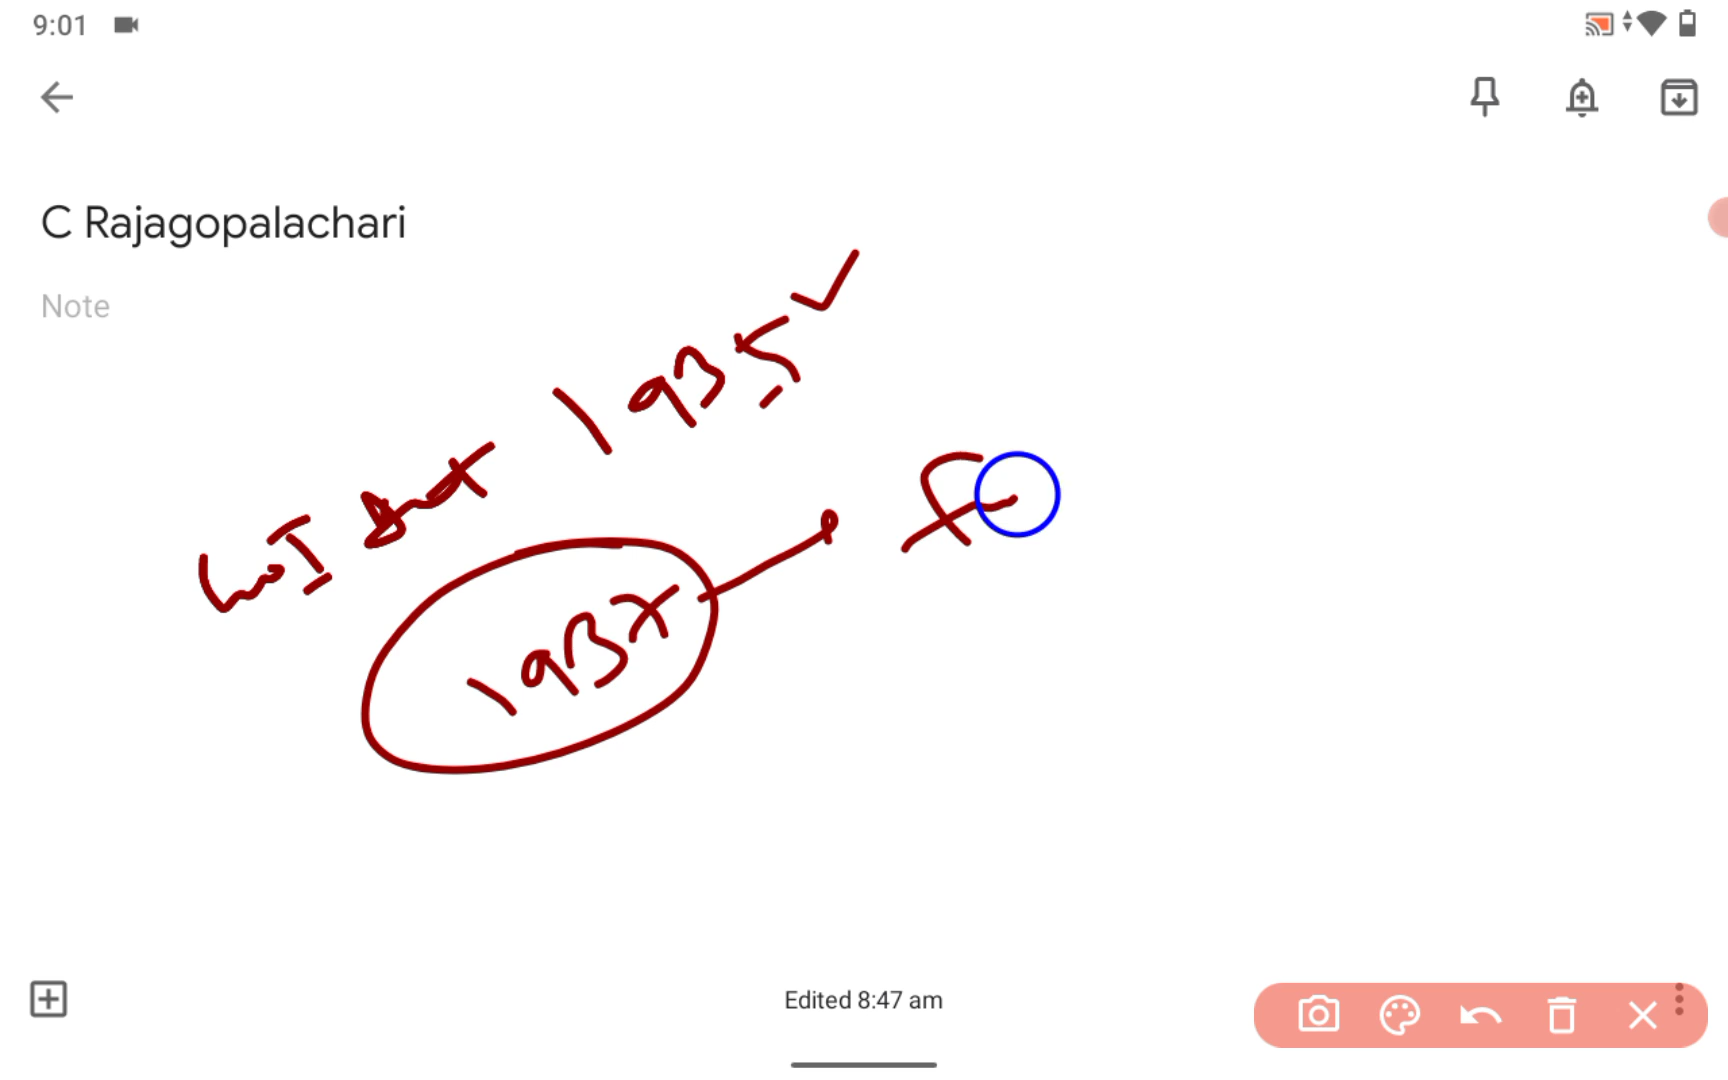 9:01
C Rajagopalachari
Note
GoI Act 1935
1937
Edited 8:47 am